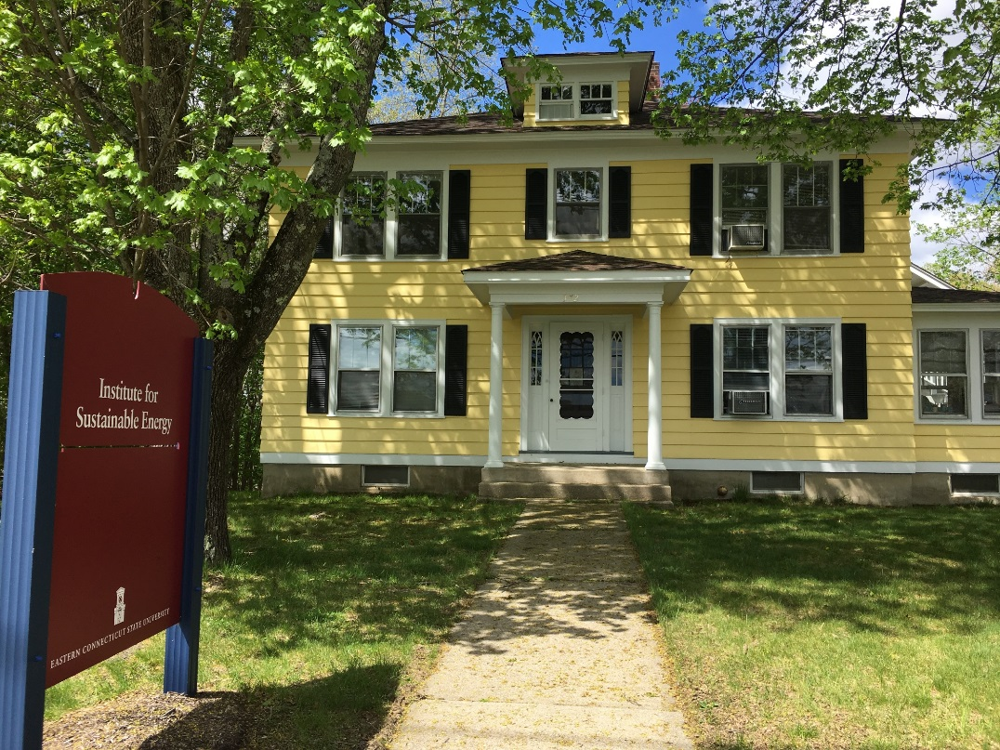 Institute for
Sustainable Energy
EASTERN CONNECTICUT STATE UNIVERSITY